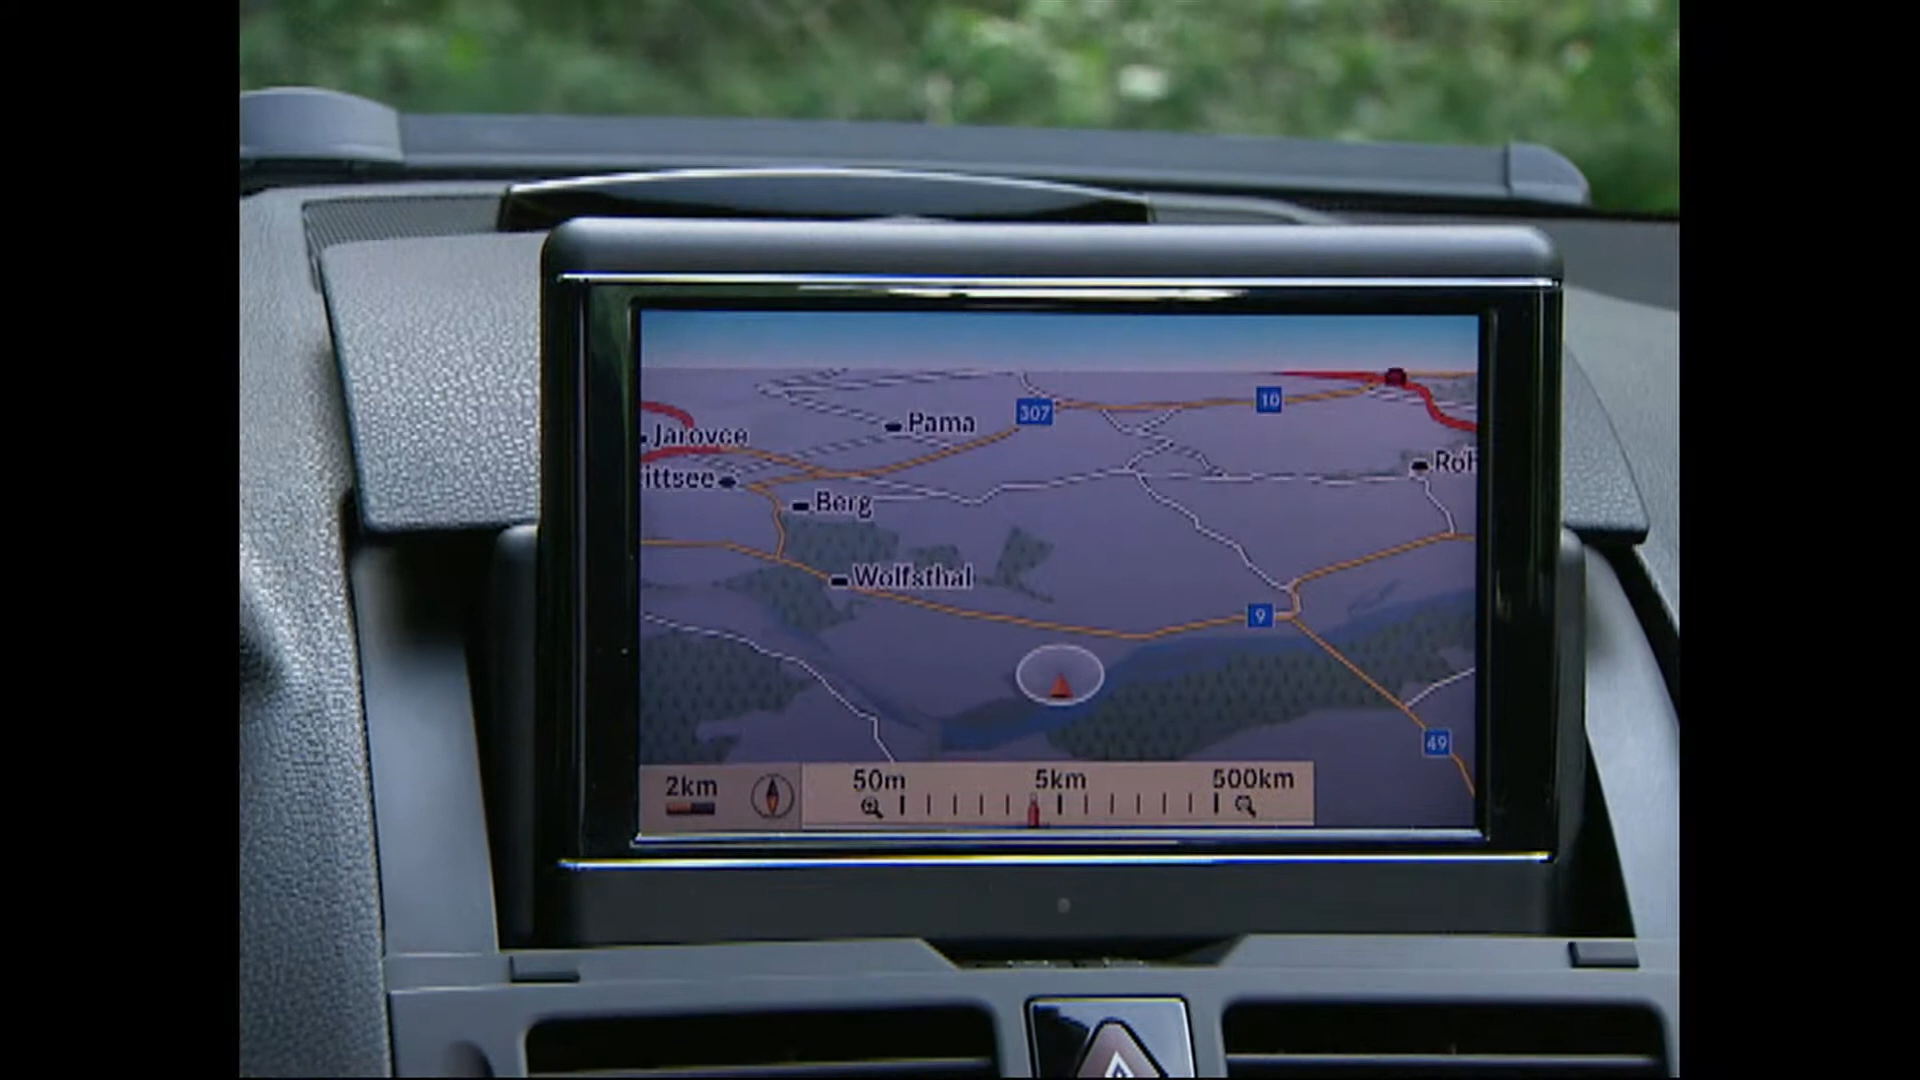 307
10
Pama
Jarovce
Roh
ittsee
Berg
Wolfsthal
9
49
2km
50m
5km
500km